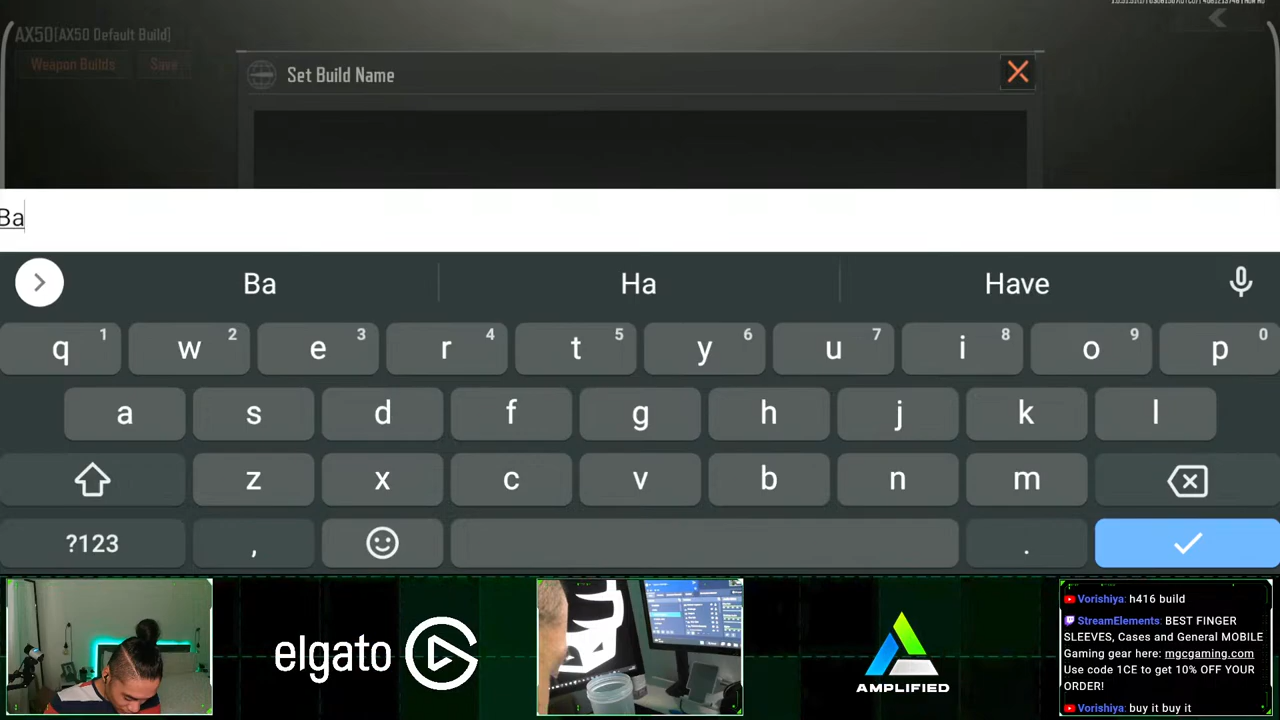 AX50[AX50 Default Build]
Weapon Builds Save
Set Build Name
Ba
Ba Ha Have
q 1 w 2 e 3 r 4 t 5 y 6 u 7 i 8 o 9 p 0
a s d f g h j k l
z x c v b n m
?123 , .
elgato
AMPLIFIED
Vorishiya: h416 build
StreamElements: BEST FINGER
SLEEVES, Cases and General MOBILE
Gaming gear here: mgcgaming.com
Use code 1CE to get 10% OFF YOUR
ORDER!
Vorishiya: buy it buy it